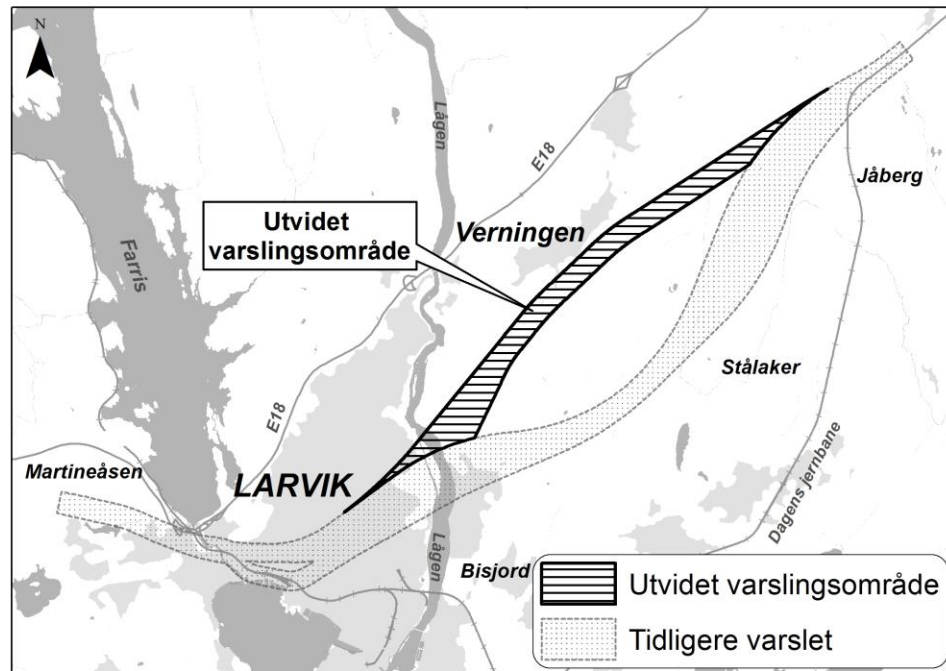 N
Lågen
E18
Jåberg
Utvidet
varslingsområde
Verningen
Farris
Stålaker
E18
Martineåsen
LARVIK
Dagens jernbane
Lågen
Bisjord
Utvidet varslingsområde
Tidligere varslet